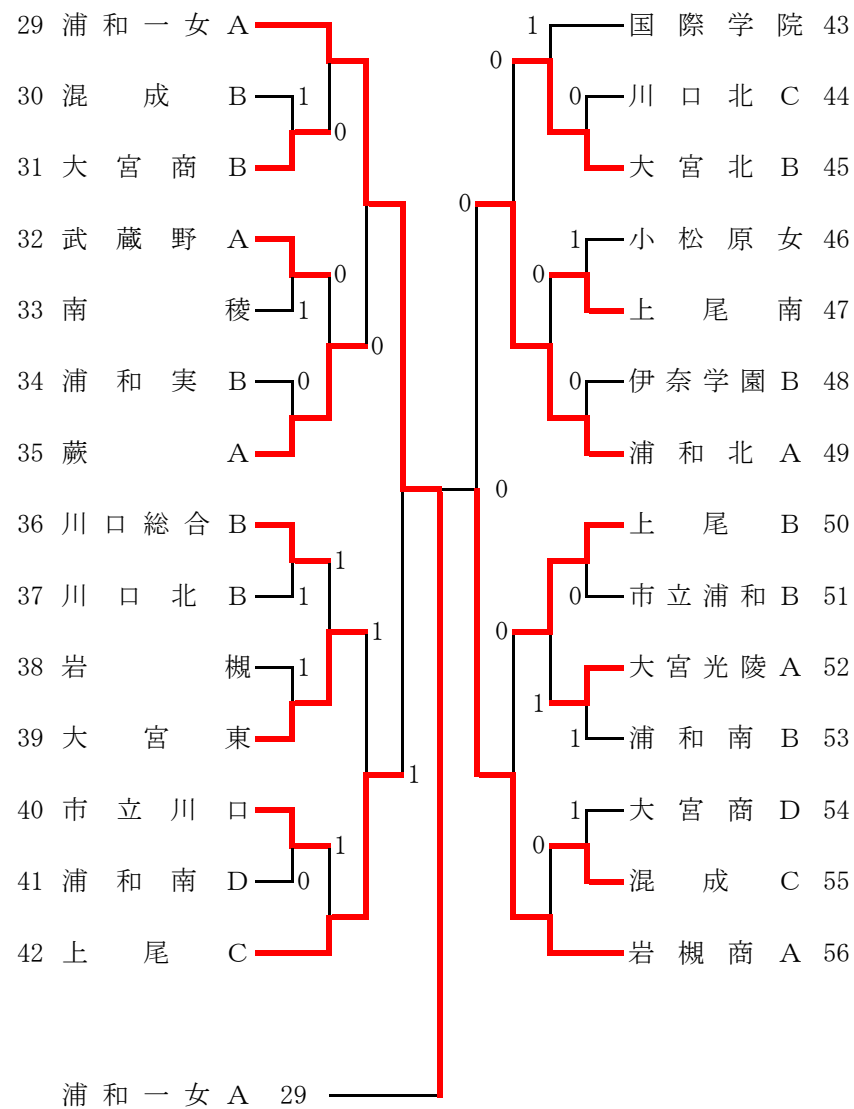 29 浦和一女 A
30 混成 B
31 大宮商 B
32 武蔵野 A
33 南稜
34 浦和実 B
35 蕨 A
36 川口総合 B
37 川口北 B
38 岩槻
39 大宮東
40 市立川口
41 浦和南 D
42 上尾 C
1
0
0
1
0
0
1
1
1
1
1
1
0
1
国際学院 43
川口北 C 44
大宮北 B 45
小松原女 46
上尾南 47
伊奈学園 B 48
浦和北 A 49
上尾 B 50
市立浦和 B 51
大宮光陵 A 52
浦和南 B 53
大宮商 D 54
混成 C 55
岩槻商 A 56
1
0
0
0
1
0
0
0
0
0
1
1
1
0
浦和一女 A 29